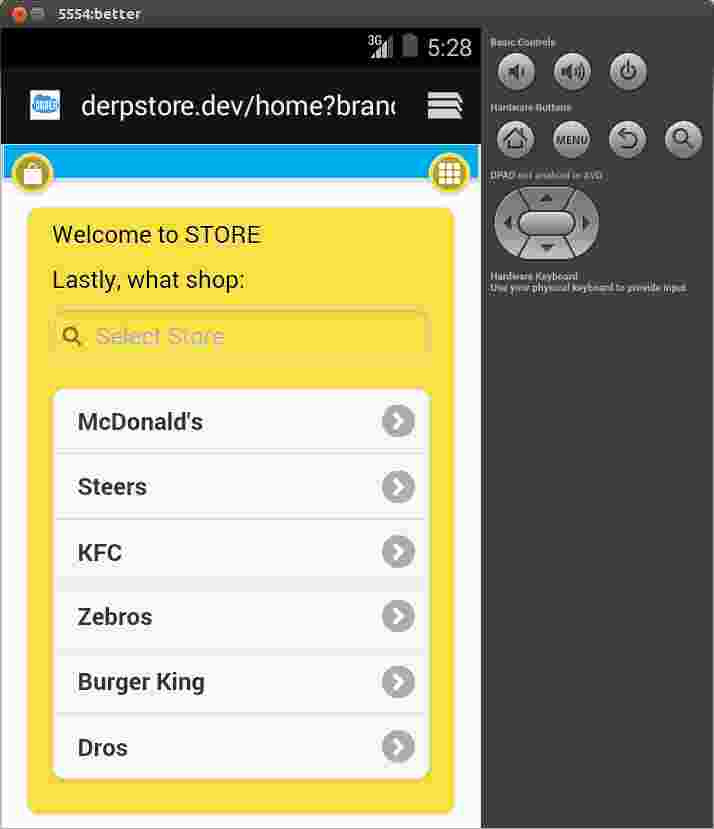 5554:better
3G 5:28
derpstore.dev/home?branc
Welcome to STORE
Lastly, what shop:
Select Store
McDonald's
Steers
KFC
Zebros
Burger King
Dros
Basic Controls
Hardware Buttons
MENU
DPAD not enabled in AVD
Hardware Keyboard
Use your physical keyboard to provide input